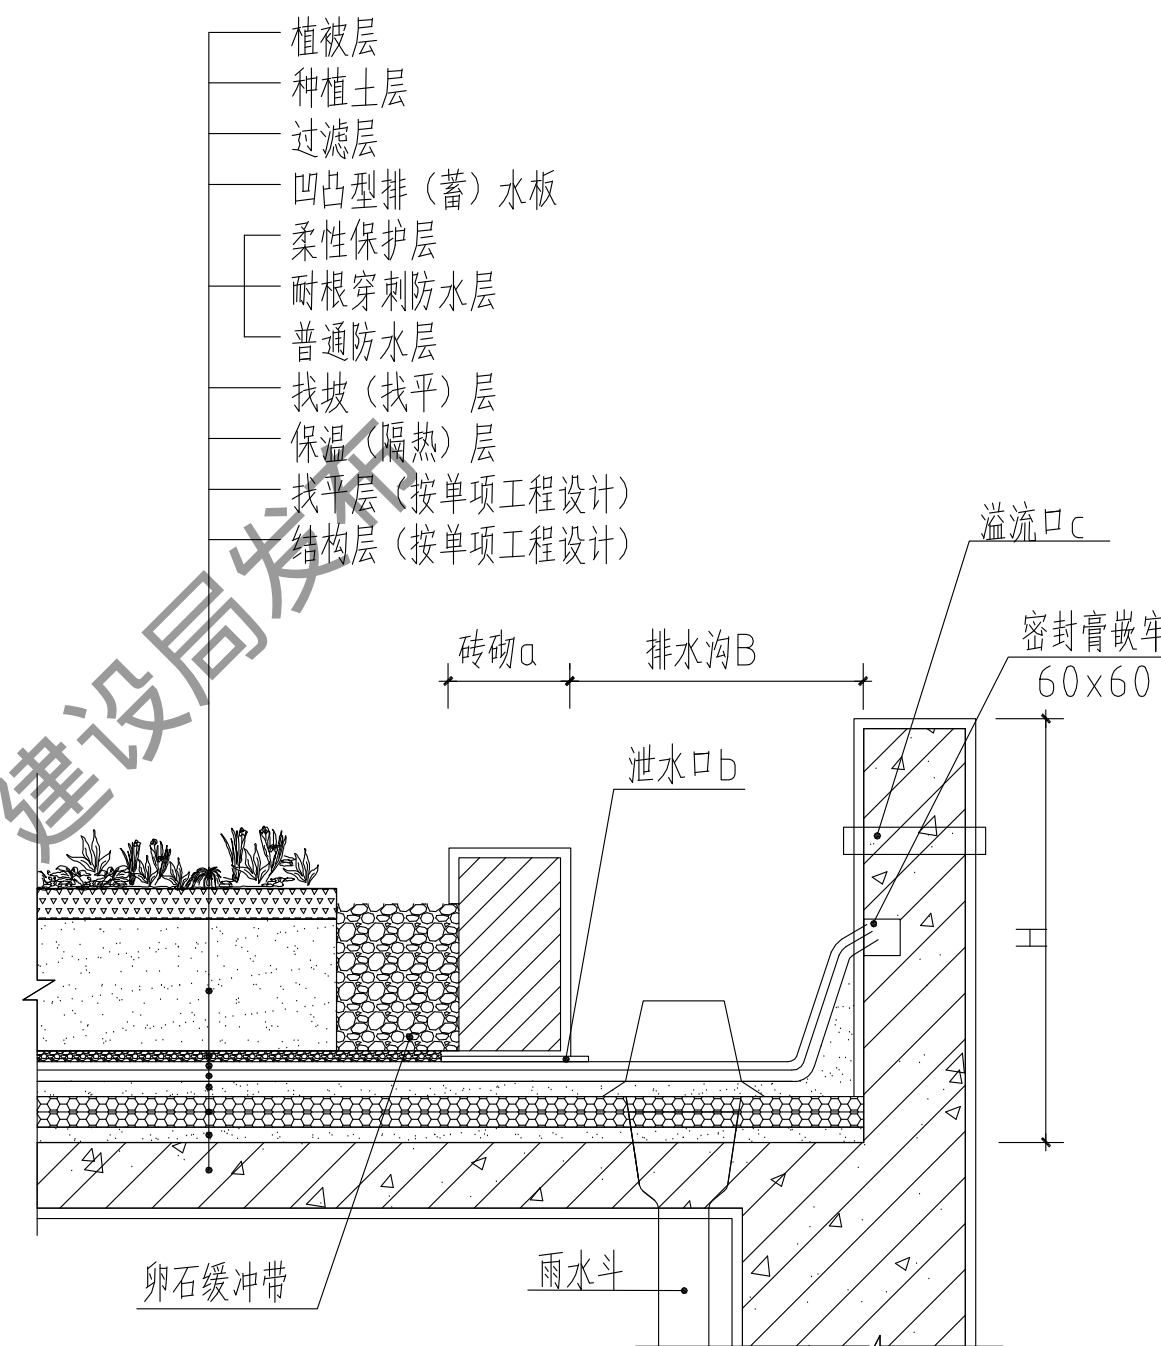 植被层
种植土层
过滤层
凹凸型排（蓄）水板
柔性保护层
耐根穿刺防水层
普通防水层
找坡（找平）层
保温（隔热）层
找平层（按单项工程设计）
结构层（按单项工程设计）
溢流口c
密封膏嵌牢
60x60
砖砌a
排水沟B
泄水口b
H
卵石缓冲带
雨水斗
建设局发布